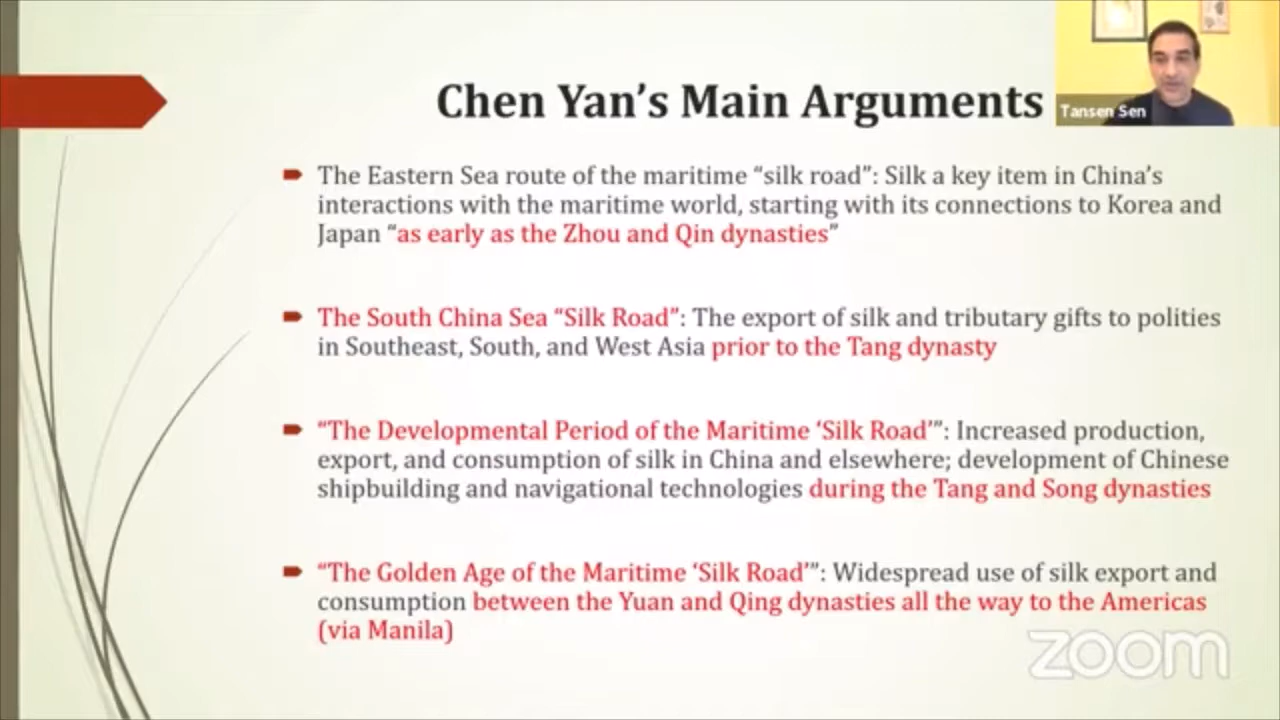 Chen Yan’s Main Arguments
Tansen Sen
The Eastern Sea route of the maritime “silk road”: Silk a key item in China’s
interactions with the maritime world, starting with its connections to Korea and
Japan “as early as the Zhou and Qin dynasties”
The South China Sea “Silk Road”: The export of silk and tributary gifts to polities
in Southeast, South, and West Asia prior to the Tang dynasty
“The Developmental Period of the Maritime ‘Silk Road’”: Increased production,
export, and consumption of silk in China and elsewhere; development of Chinese
shipbuilding and navigational technologies during the Tang and Song dynasties
“The Golden Age of the Maritime ‘Silk Road’”: Widespread use of silk export and
consumption between the Yuan and Qing dynasties all the way to the Americas
(via Manila)
zoom